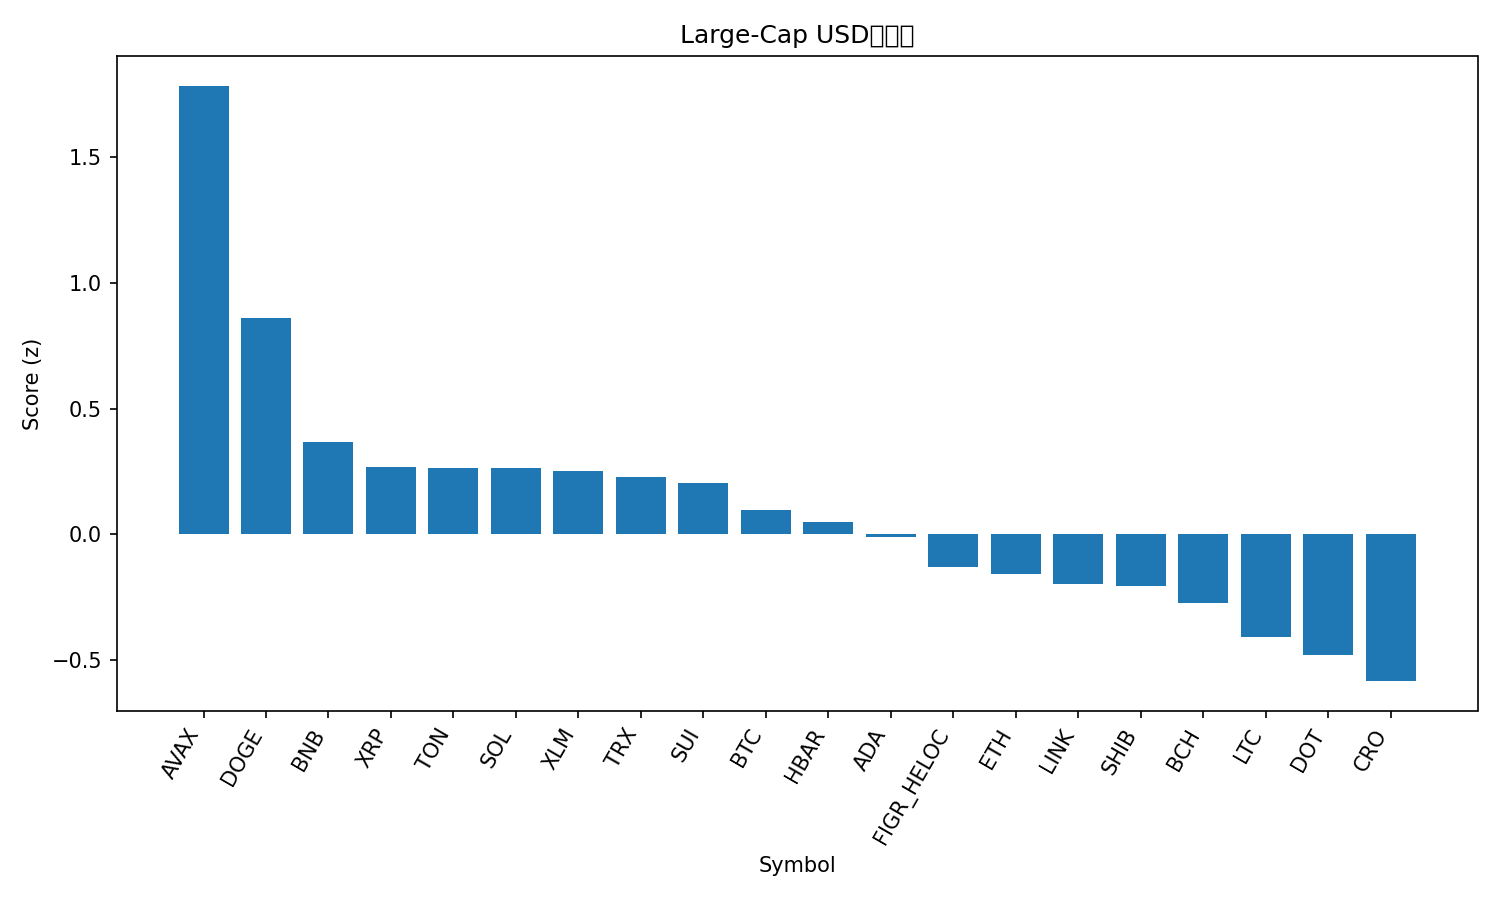 Large-Cap USD
Score (z)
1.5
1.0
0.5
0.0
−0.5
AVAX
DOGE
BNB
XRP
TON
SOL
XLM
TRX
SUI
BTC
HBAR
ADA
FIGR_HELOC
ETH
LINK
SHIB
BCH
LTC
DOT
CRO
Symbol